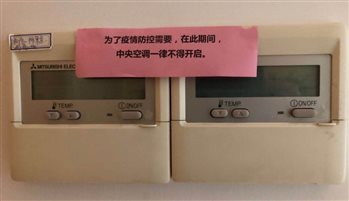 为了疫情防控需要，在此期间，
中央空调一律不得开启。
MITSUBISHI ELEC
TEMP. ON/OFF
TEMP. ON/OFF